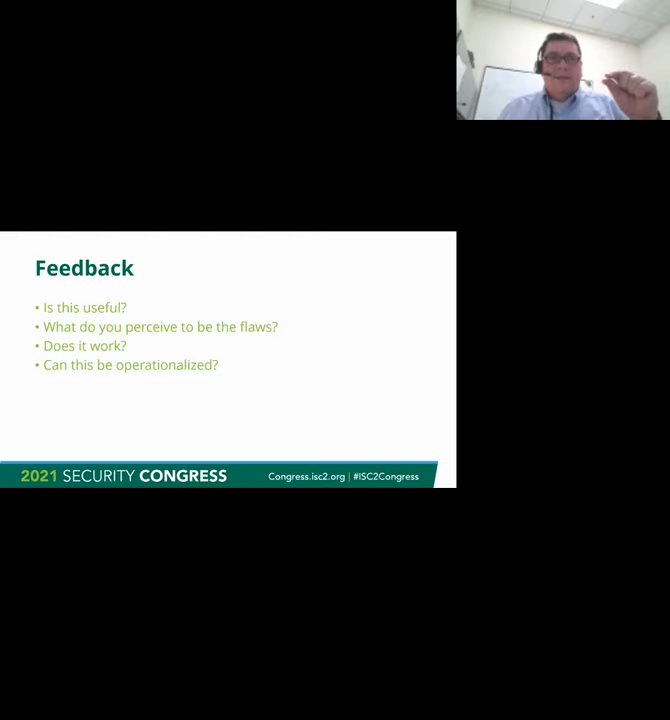 Feedback
• Is this useful?
• What do you perceive to be the flaws?
• Does it work?
• Can this be operationalized?
2021 SECURITY CONGRESS
Congress.isc2.org | #ISC2Congress